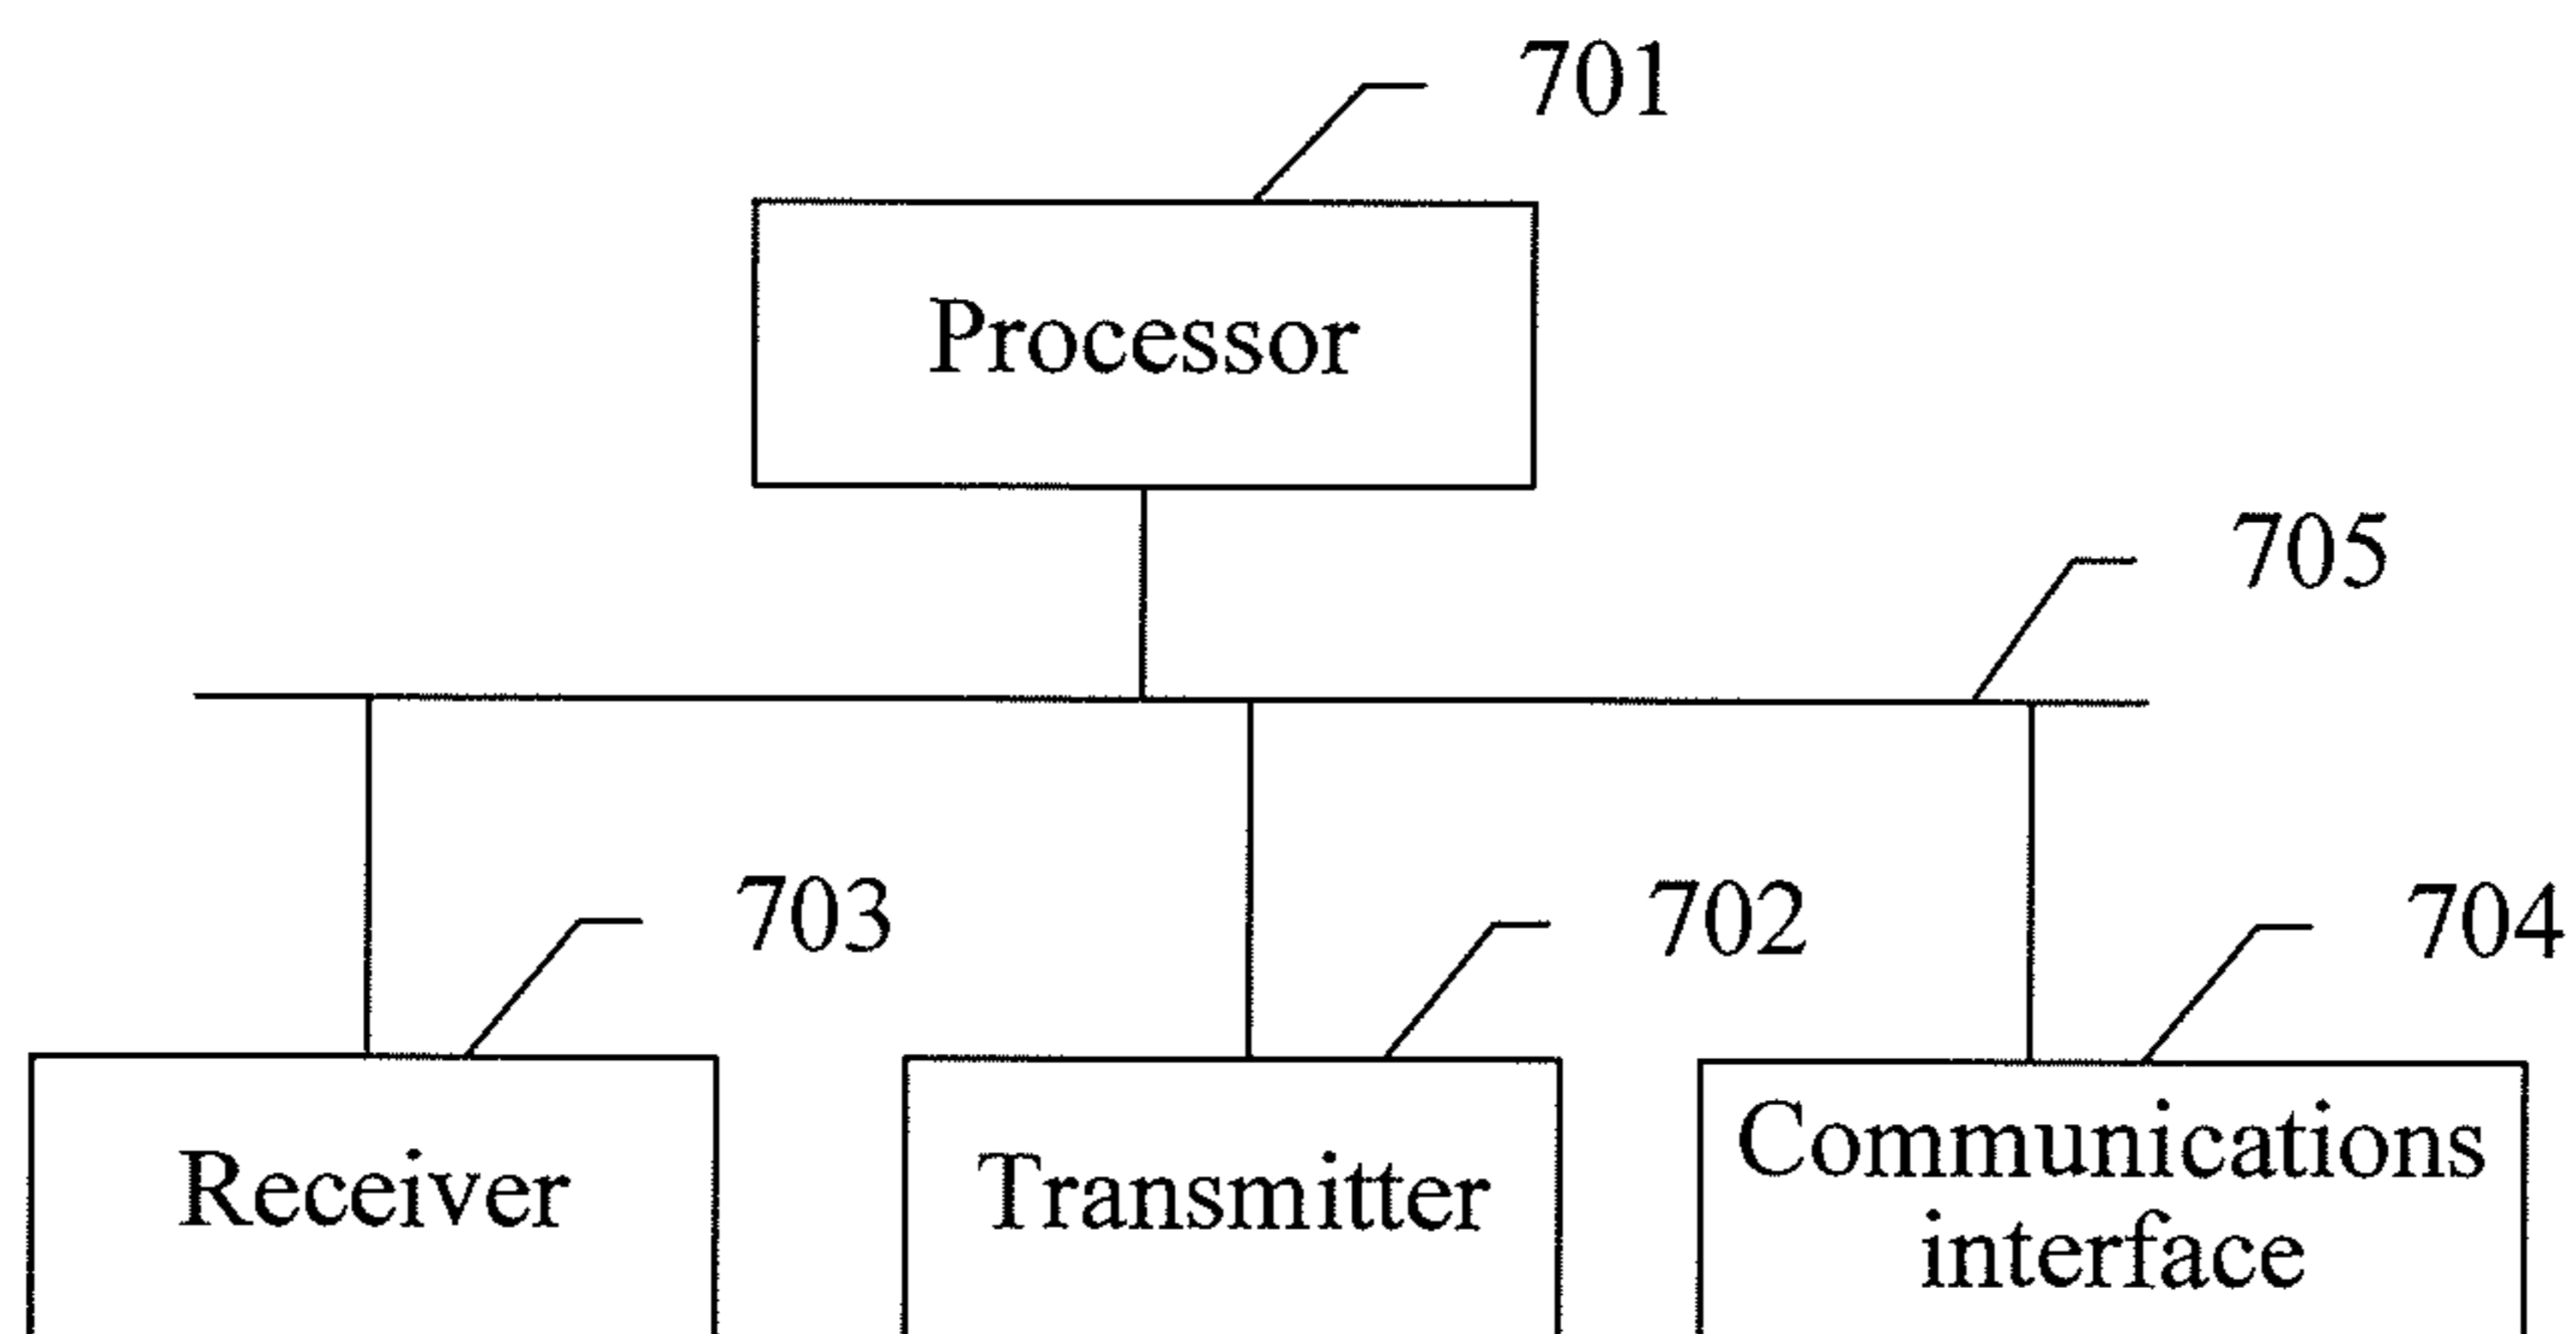 701
Processor
705
703
702
704
Receiver
Transmitter
Communications
interface